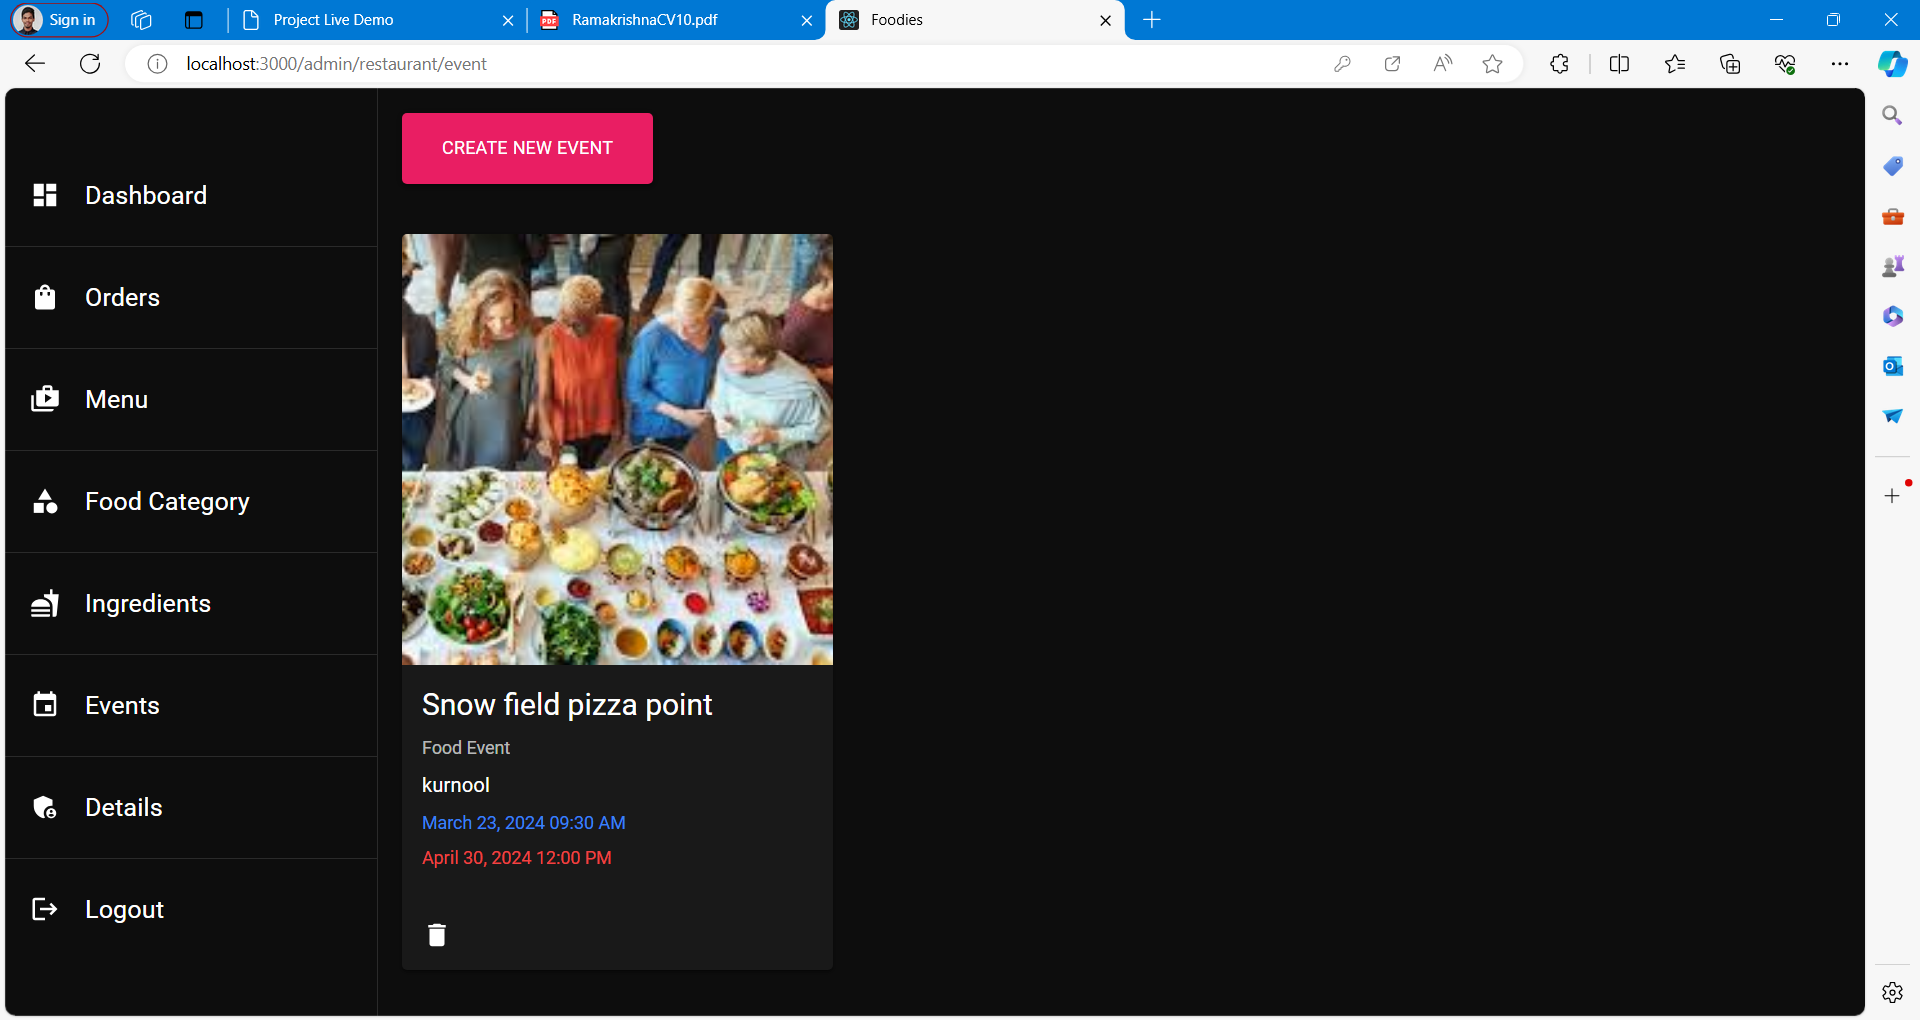 Sign in
Project Live Demo
RamakrishnaCV10.pdf
Foodies
localhost:3000/admin/restaurant/event
CREATE NEW EVENT
Dashboard
Orders
Menu
Food Category
Ingredients
Events
Details
Logout
Snow field pizza point
Food Event
kurnool
March 23, 2024 09:30 AM
April 30, 2024 12:00 PM